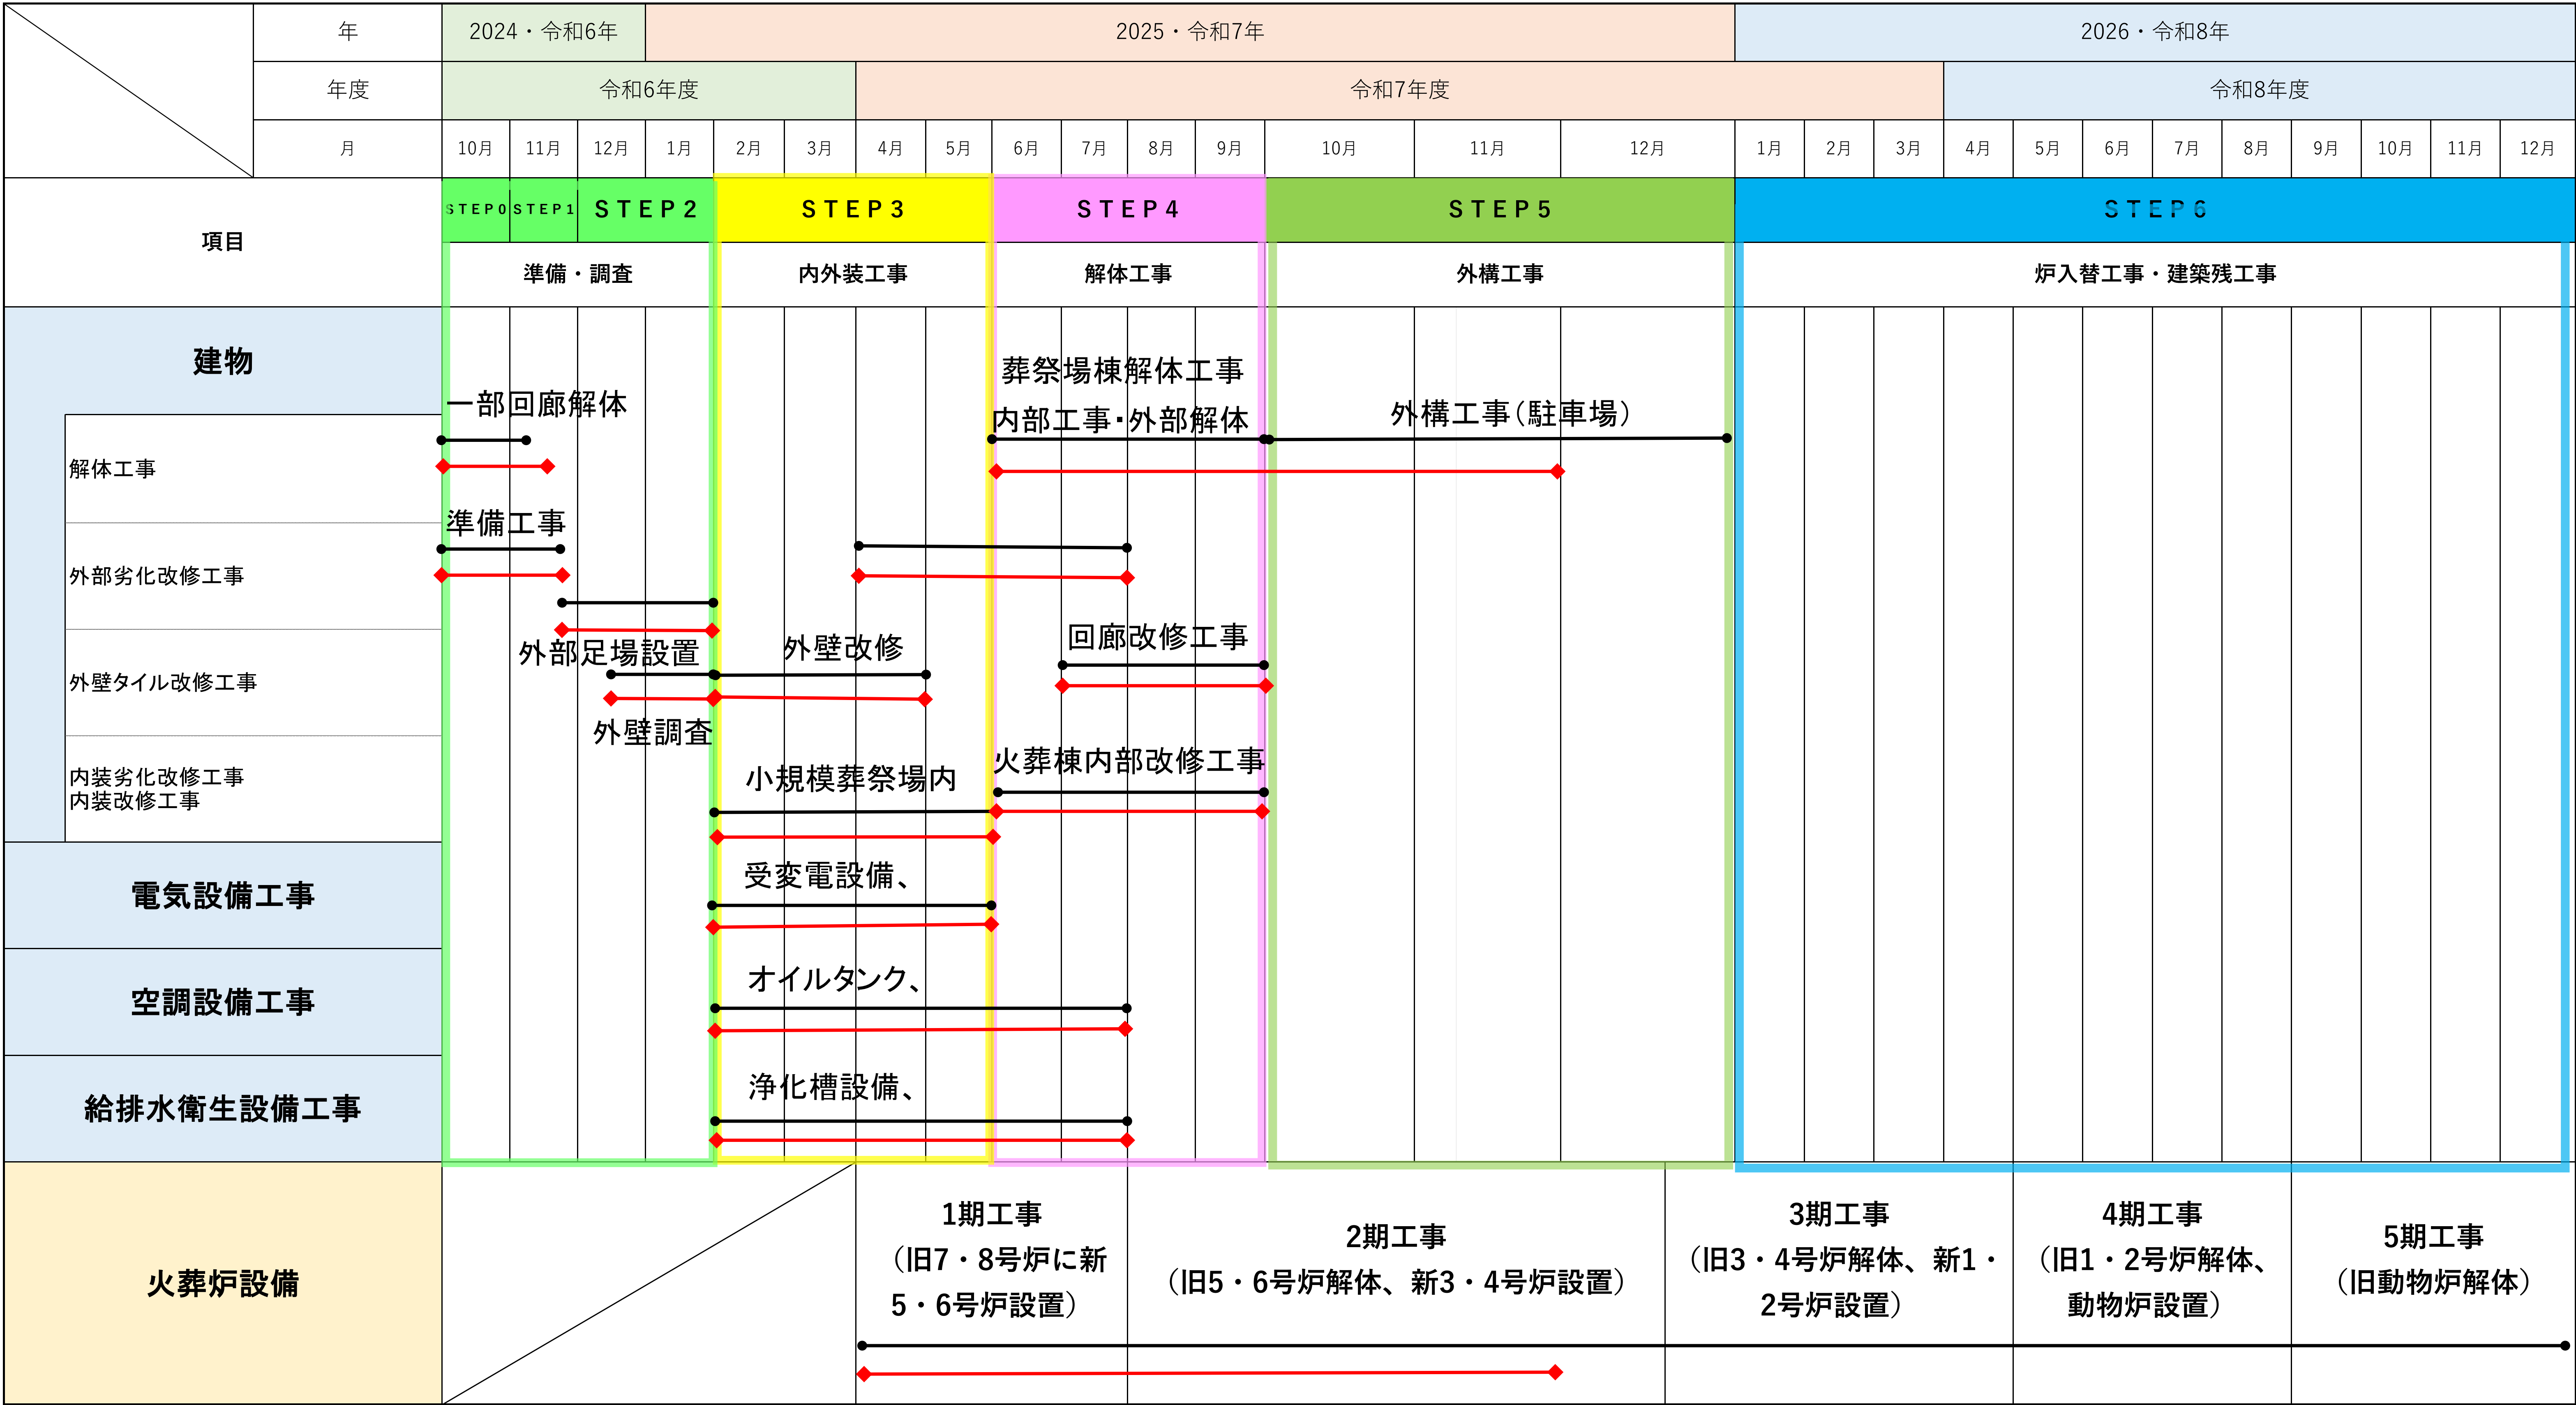 年 2024・令和6年 2025・令和7年 2026・令和8年
年度 令和6年度 令和7年度 令和8年度
月 10月 11月 12月 1月 2月 3月 4月 5月 6月 7月 8月 9月 10月 11月 12月 1月 2月 3月 4月 5月 6月 7月 8月 9月 10月 11月 12月
項目
ＳＴＥＰ０ ＳＴＥＰ１ ＳＴＥＰ２ ＳＴＥＰ３ ＳＴＥＰ４ ＳＴＥＰ５ ＳＴＥＰ６
準備・調査 内外装工事 解体工事 外構工事 炉入替工事・建築残工事
建物
葬祭場棟解体工事
一部回廊解体 内部工事・外部解体 外構工事（駐車場）
解体工事
準備工事
外部劣化改修工事
外部足場設置 外壁改修 回廊改修工事
外壁タイル改修工事
外壁調査
小規模葬祭場内 火葬棟内部改修工事
内装劣化改修工事
内装改修工事
受変電設備、
電気設備工事
オイルタンク、
空調設備工事
浄化槽設備、
給排水衛生設備工事
火葬炉設備
1期工事
（旧7・8号炉に新
5・6号炉設置）
2期工事
（旧5・6号炉解体、新3・4号炉設置）
3期工事
（旧3・4号炉解体、新1・
2号炉設置）
4期工事
（旧1・2号炉解体、
動物炉設置）
5期工事
（旧動物炉解体）